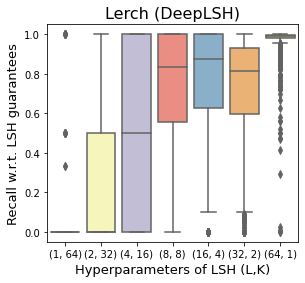 Lerch (DeepLSH)
Recall w.r.t. LSH guarantees
1.0
0.8
0.6
0.4
0.2
0.0
(1, 64) (2, 32) (4, 16) (8, 8) (16, 4) (32, 2) (64, 1)
Hyperparameters of LSH (L,K)